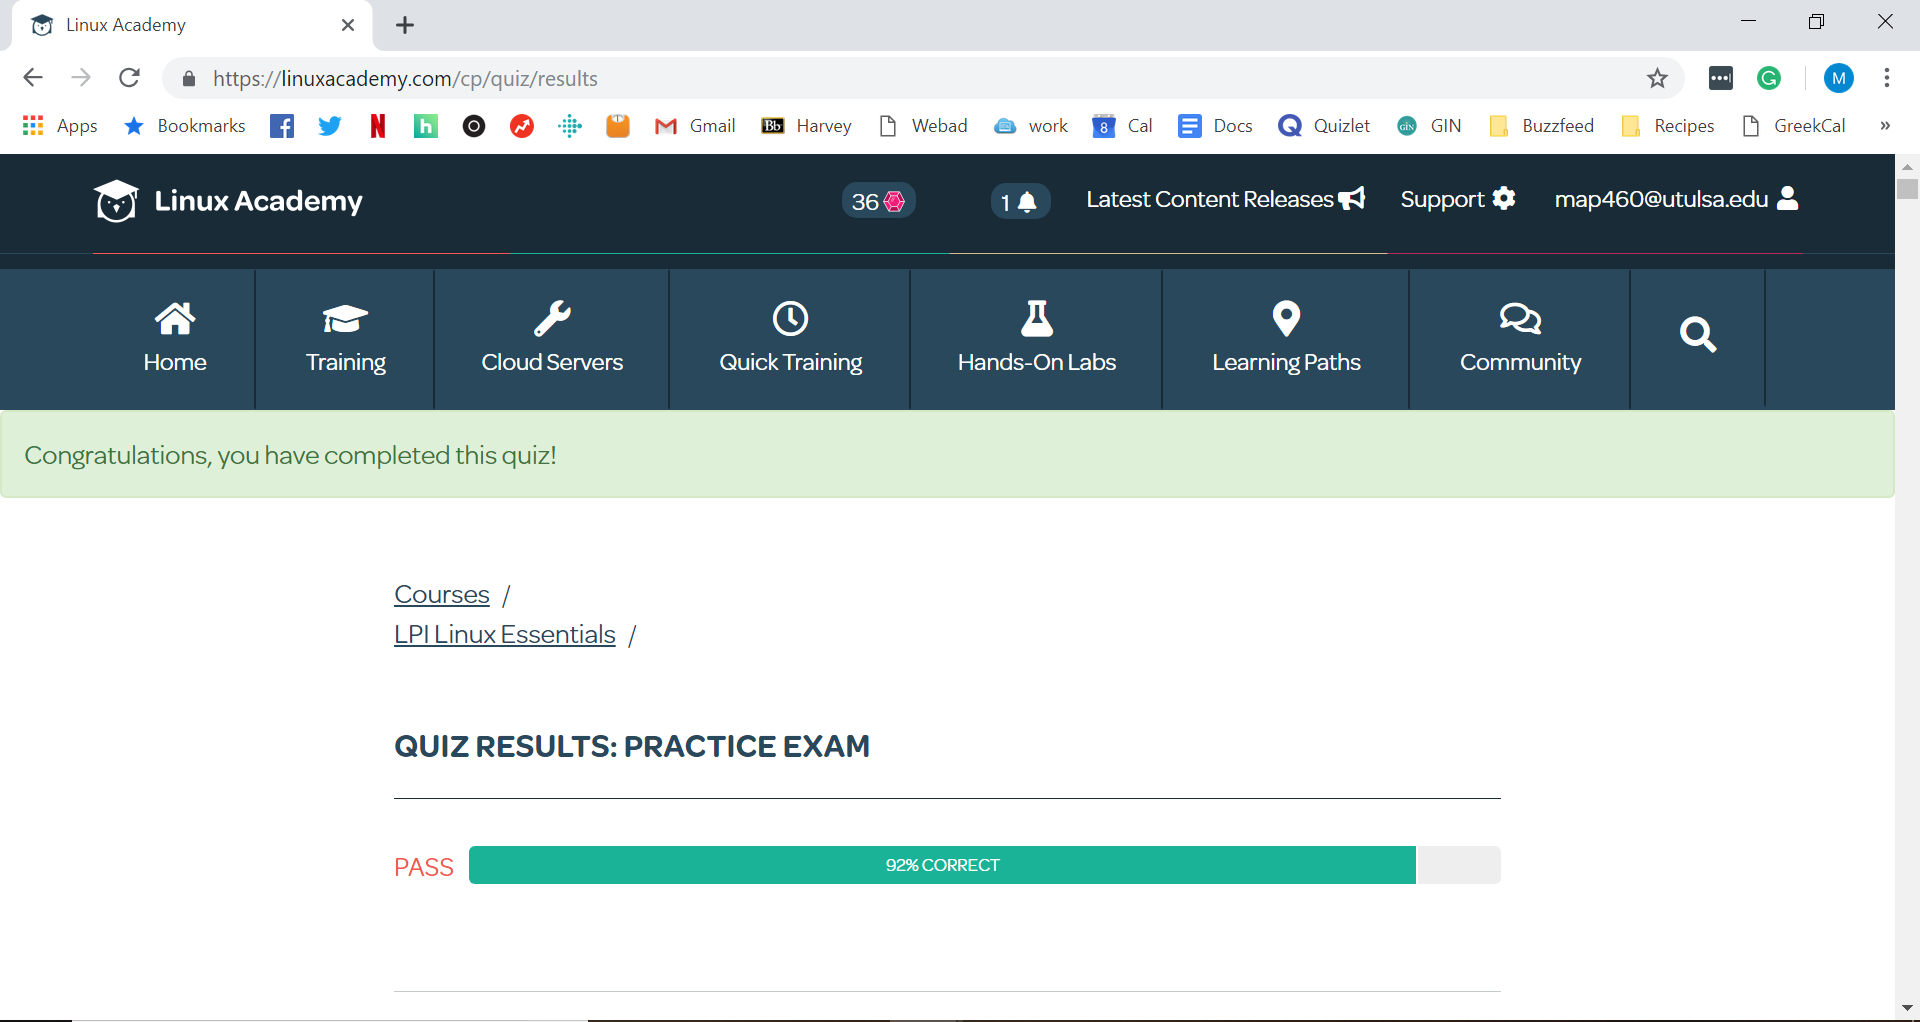 Linux Academy
https://linuxacademy.com/cp/quiz/results
M
Apps Bookmarks Gmail Bb Harvey Webad work 8 Cal Docs Quizlet GIN GIN Buzzfeed Recipes GreekCal »
Linux Academy 36 1 Latest Content Releases Support map460@utulsa.edu
Home Training Cloud Servers Quick Training Hands-On Labs Learning Paths Community
Congratulations, you have completed this quiz!
Courses /
LPI Linux Essentials /
QUIZ RESULTS: PRACTICE EXAM
PASS 92% CORRECT